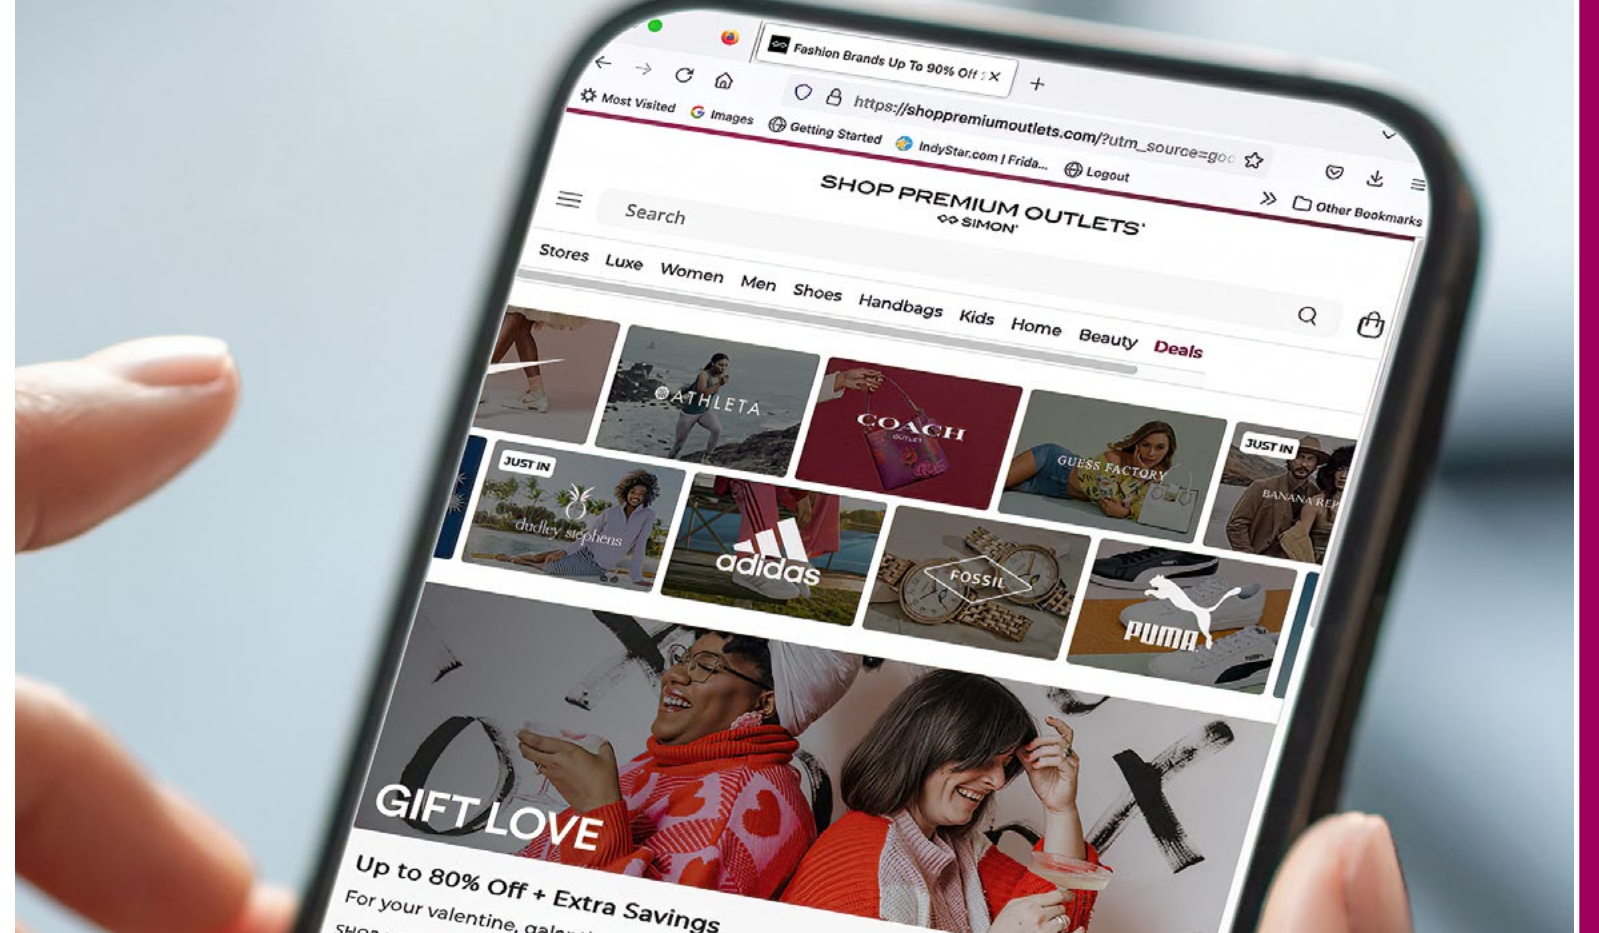 Fashion Brands Up To 90% Off
https://shoppremiumoutlets.com/?utm_source=goo
Most Visited
Images
Getting Started
IndyStar.com | Frida...
Logout
Other Bookmarks
SHOP PREMIUM OUTLETS
SIMON
Search
Stores Luxe Women Men Shoes Handbags Kids Home Beauty Deals
ATHLETA
COACH
OUTLET
GUESS FACTORY
JUST IN
BANANA REP
JUST IN
dudley stephens
adidas
FOSSIL
PUMA
GIFT LOVE
Up to 80% Off + Extra Savings
For your valentine,